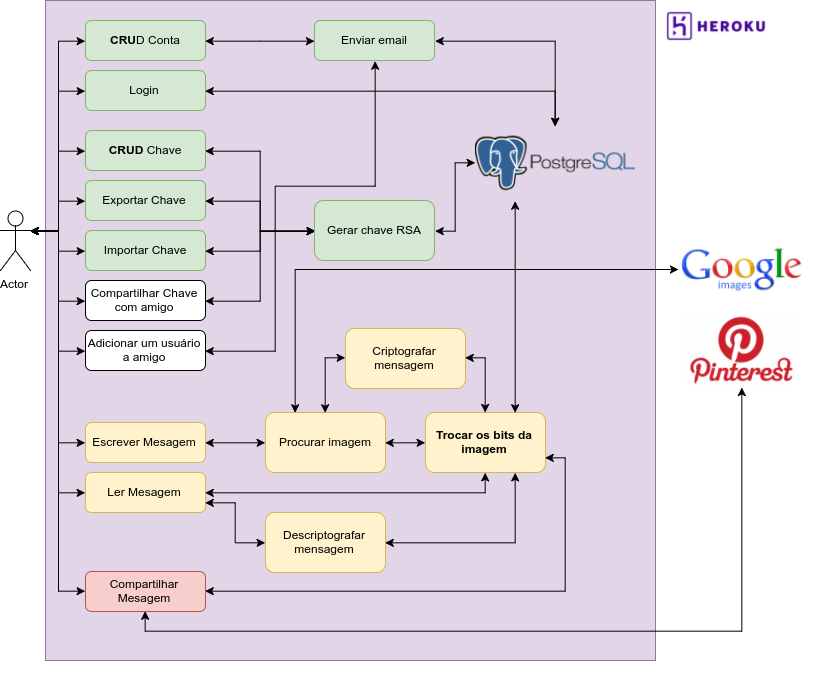 CRUD Conta
Enviar email
HEROKU
Login
CRUD Chave
PostgreSQL
Exportar Chave
Gerar chave RSA
Importar Chave
Actor
Google
images
Compartilhar Chave
com amigo
Adicionar um usuário
a amigo
Pinterest
Criptografar
mensagem
Escrever Mesagem
Procurar imagem
Trocar os bits da
imagem
Ler Mesagem
Descriptografar
mensagem
Compartilhar
Mesagem